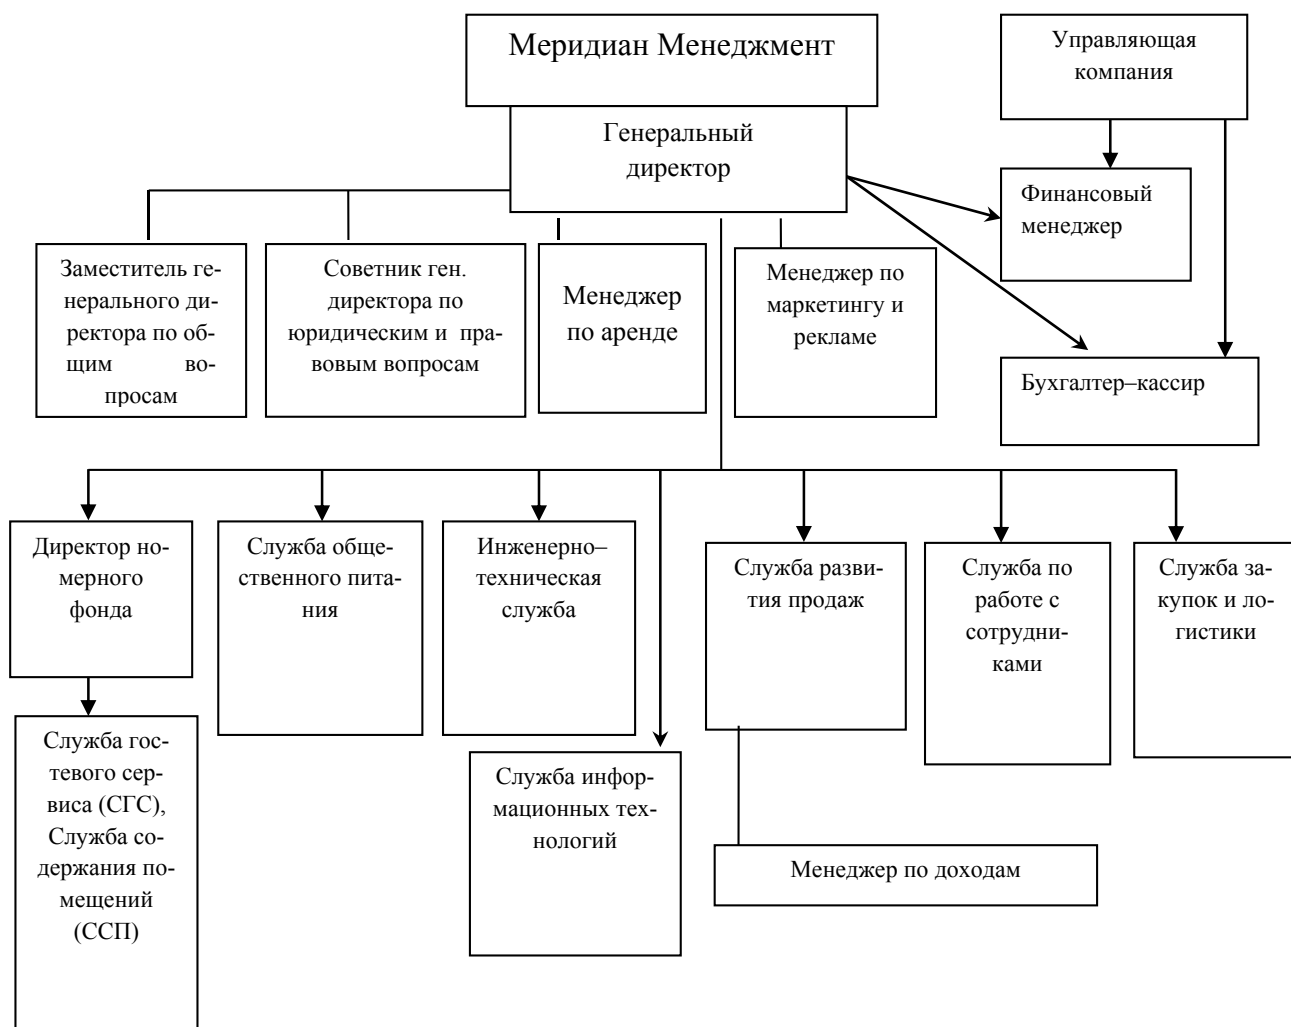 Меридиан Менеджмент
Управляющая
компания
Генеральный
директор
Финансовый
менеджер
Заместитель ге-
нерального ди-
ректора по об-
щим во-
просам
Советник ген.
директора по
юридическим и пра-
вовым вопросам
Менеджер
по аренде
Менеджер по
маркетингу и
рекламе
Бухгалтер–кассир
Директор но-
мерного
фонда
Служба обще-
ственного пита-
ния
Инженерно–
техническая
служба
Служба разви-
тия продаж
Служба по
работе с
сотрудни-
ками
Служба за-
купок и ло-
гистики
Служба гос-
тевого сер-
виса (СГС),
Служба со-
держания по-
мещений
(ССП)
Служба инфор-
мационных тех-
нологий
Менеджер по доходам